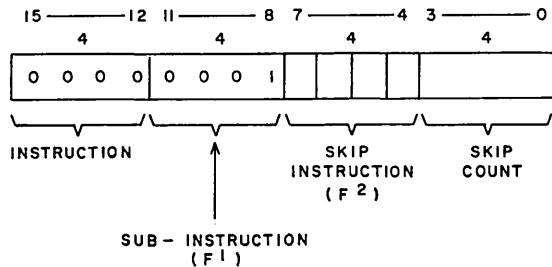 15 — 12 11 — 8 7 — 4 3 — 0
4 4 4 4
0 0 0 0 0 0 0 1
INSTRUCTION SKIP INSTRUCTION (F2) SKIP COUNT
SUB - INSTRUCTION
(F1)